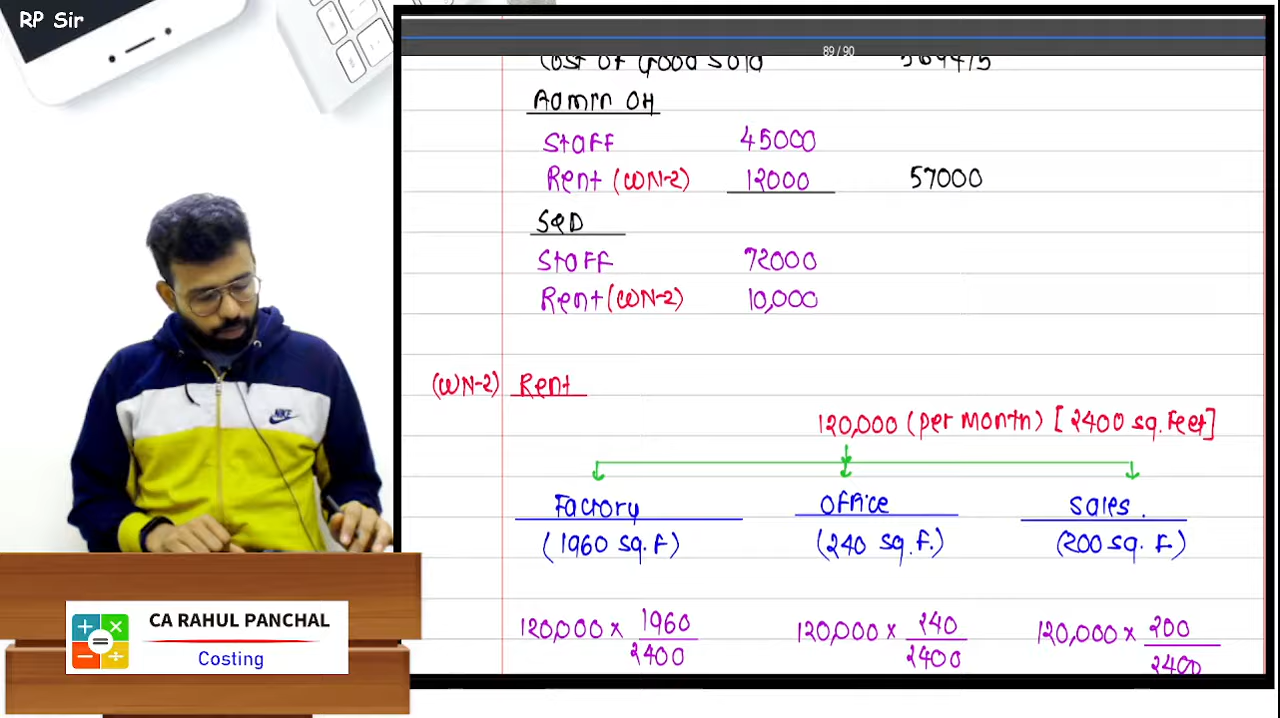 RP Sir
89 / 90
Cost of Good Sold 569475
Admin OH
Staff 45000
Rent (WN-2) 12000 57000
S&D
Staff 72000
Rent (WN-2) 10,000
(WN-2) Rent
120,000 (per month) [2400 sq. feet]
Factory Office Sales.
(1960 sq.f) (240 sq.f.) (200 sq. f)
120,000 × 1960/2400 120,000 × 240/2400 120,000 × 200/2400
NIKE
CA RAHUL PANCHAL
Costing